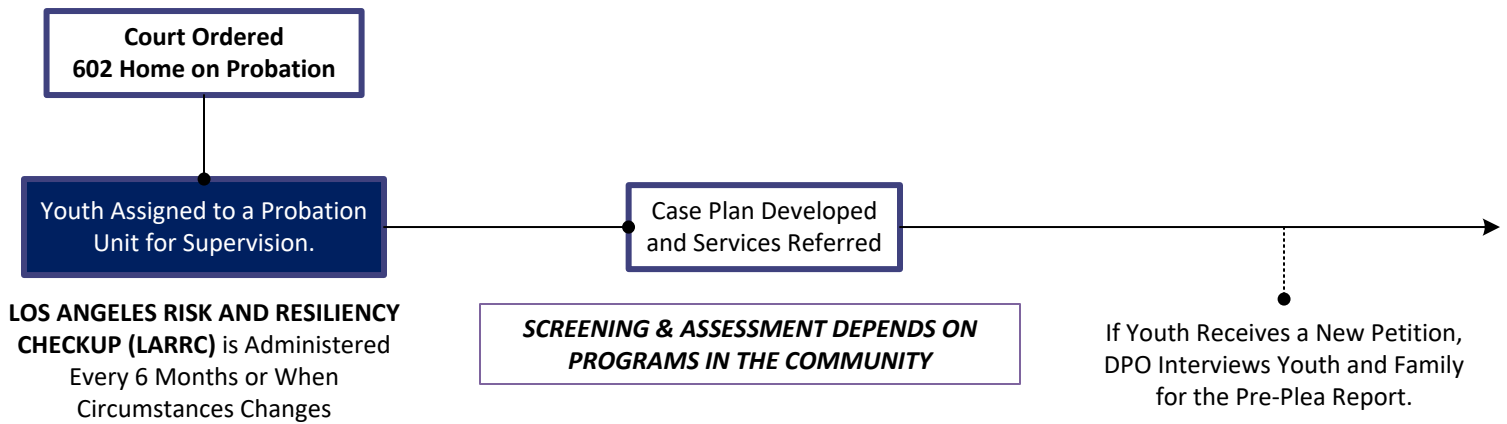 Court Ordered
602 Home on Probation
Youth Assigned to a Probation
Unit for Supervision.
LOS ANGELES RISK AND RESILIENCY
CHECKUP (LARRC) is Administered
Every 6 Months or When
Circumstances Changes
Case Plan Developed
and Services Referred
SCREENING & ASSESSMENT DEPENDS ON
PROGRAMS IN THE COMMUNITY
If Youth Receives a New Petition,
DPO Interviews Youth and Family
for the Pre-Plea Report.